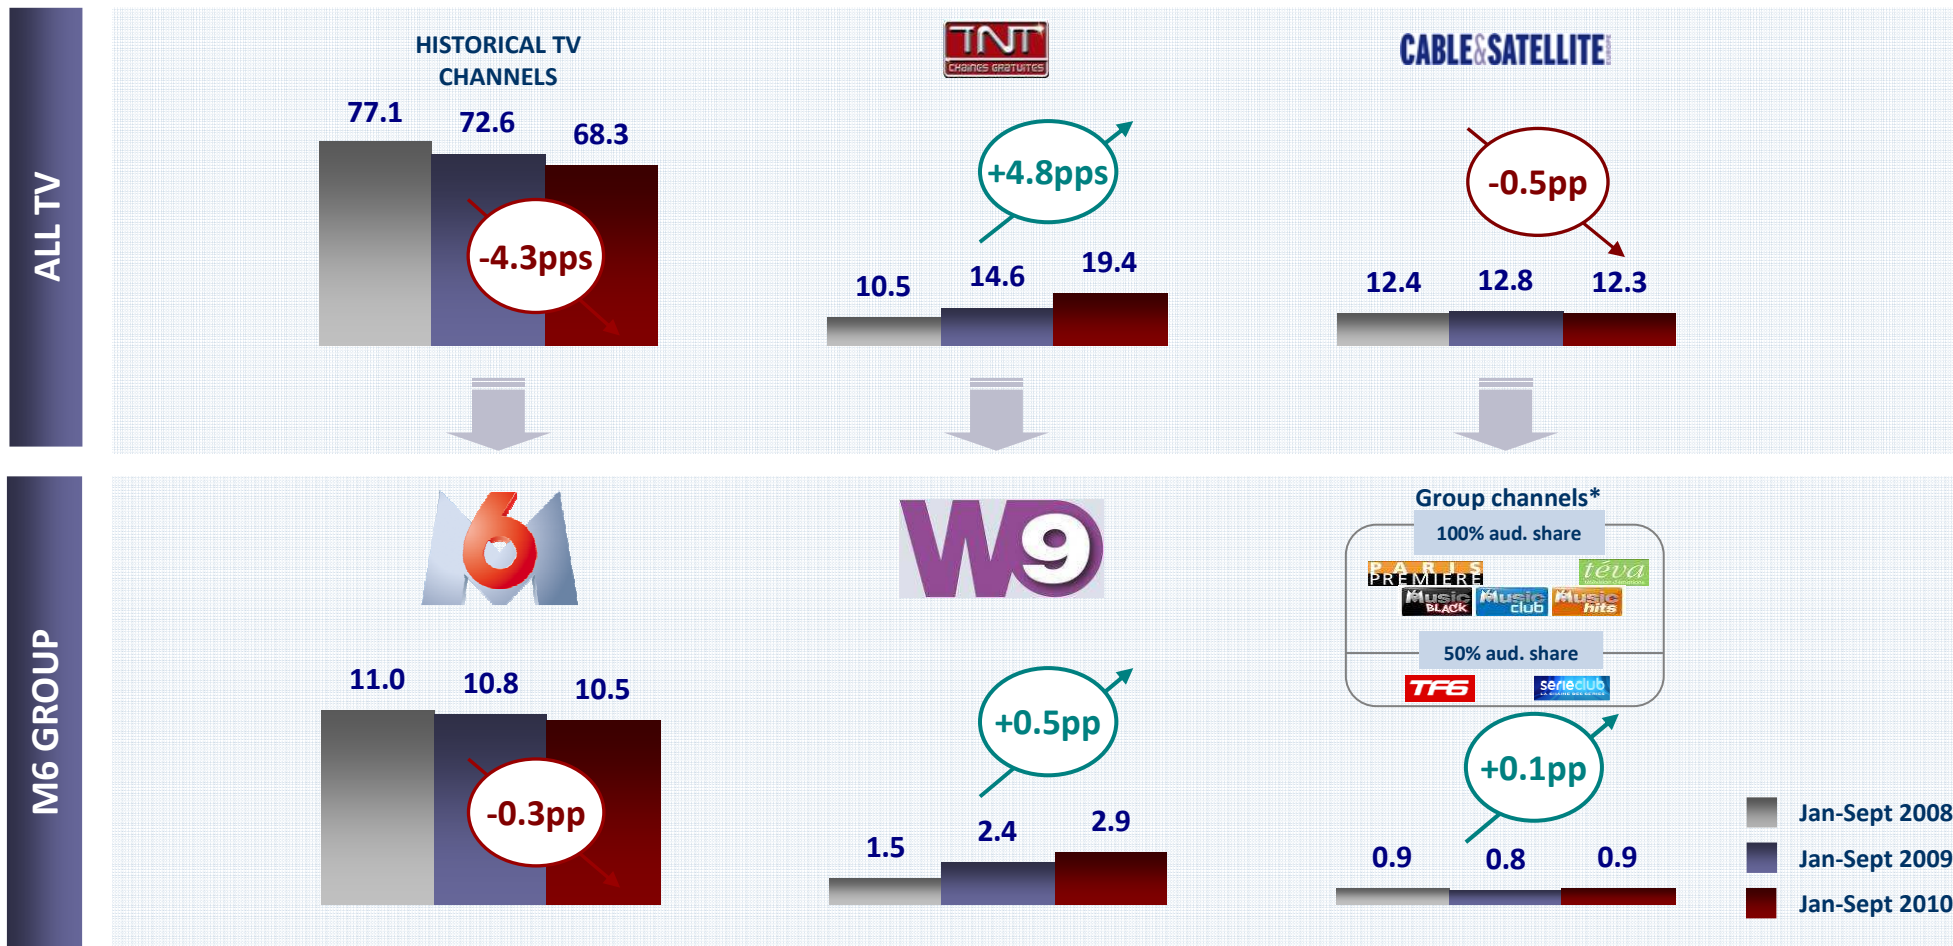 ALL TV
HISTORICAL TV
CHANNELS
77.1
72.6
68.3
-4.3pps
TNT
CHAINES GRATUITES
+4.8pps
10.5
14.6
19.4
CABLE&SATELLITE
EUROPE
-0.5pp
12.4
12.8
12.3
M6 GROUP
M6
11.0
10.8
10.5
-0.3pp
W9
+0.5pp
1.5
2.4
2.9
Group channels*
100% aud. share
PARIS
PREMIERE
téva
Music
BLACK
Music
club
Music
hits
50% aud. share
TF6
serieclub
+0.1pp
0.9
0.8
0.9
Jan-Sept 2008
Jan-Sept 2009
Jan-Sept 2010